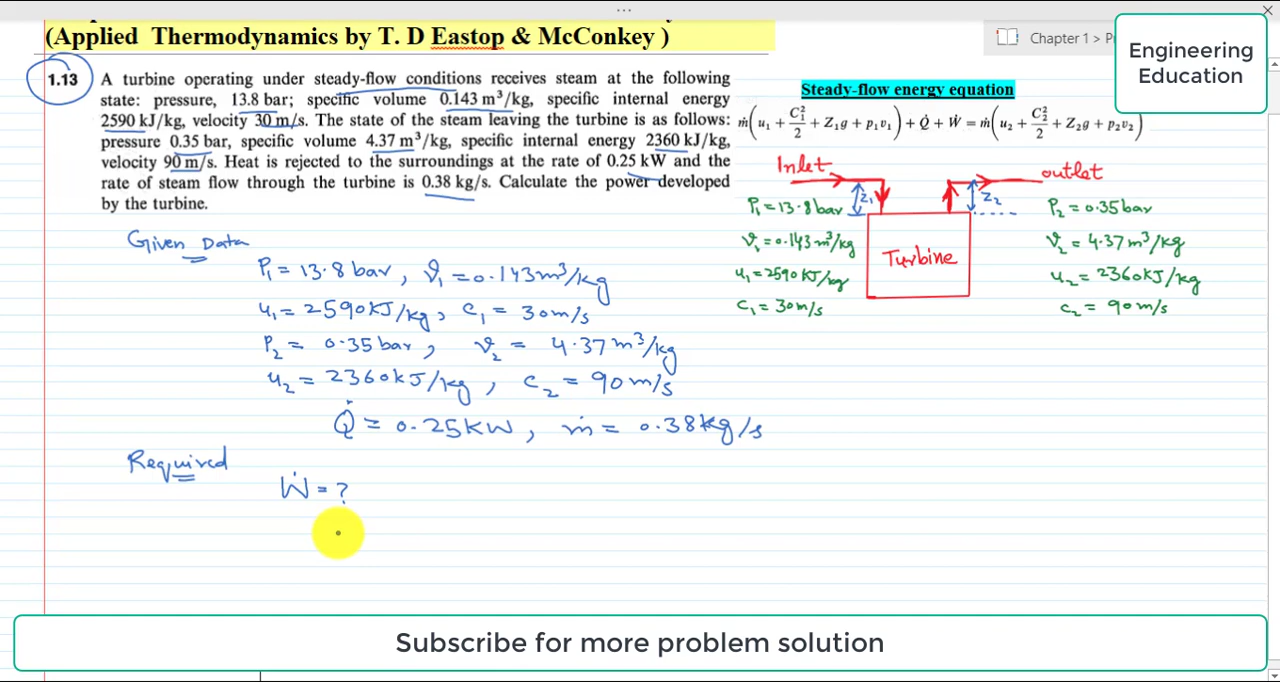 (Applied Thermodynamics by T. D Eastop & McConkey )
Chapter 1 > P
Engineering
Education
1.13
A turbine operating under steady-flow conditions receives steam at the following
state: pressure, 13.8 bar; specific volume 0.143 m³/kg, specific internal energy
2590 kJ/kg, velocity 30 m/s. The state of the steam leaving the turbine is as follows:
pressure 0.35 bar, specific volume 4.37 m³/kg, specific internal energy 2360 kJ/kg,
velocity 90 m/s. Heat is rejected to the surroundings at the rate of 0.25 kW and the
rate of steam flow through the turbine is 0.38 kg/s. Calculate the power developed
by the turbine.
Steady-flow energy equation
ṁ(u₁ + C₁²/2 + Z₁g + p₁v₁) + Q̇ + Ẇ = ṁ(u₂ + C₂²/2 + Z₂g + p₂v₂)
Inlet
outlet
Z₁
Z₂
P₁ = 13.8 bar
v₁ = 0.143 m³/kg
u₁ = 2590 KJ/kg
C₁ = 30 m/s
Turbine
P₂ = 0.35 bar
v₂ = 4.37 m³/kg
u₂ = 2360 KJ/kg
C₂ = 90 m/s
Given Data
P₁ = 13.8 bar, v₁ = 0.143 m³/kg
u₁ = 2590 KJ/kg, C₁ = 30 m/s
P₂ = 0.35 bar, v₂ = 4.37 m³/kg
u₂ = 2360 KJ/kg, C₂ = 90 m/s
Q̇ = 0.25 KW, ṁ = 0.38 kg/s
Required
Ẇ = ?
Subscribe for more problem solution